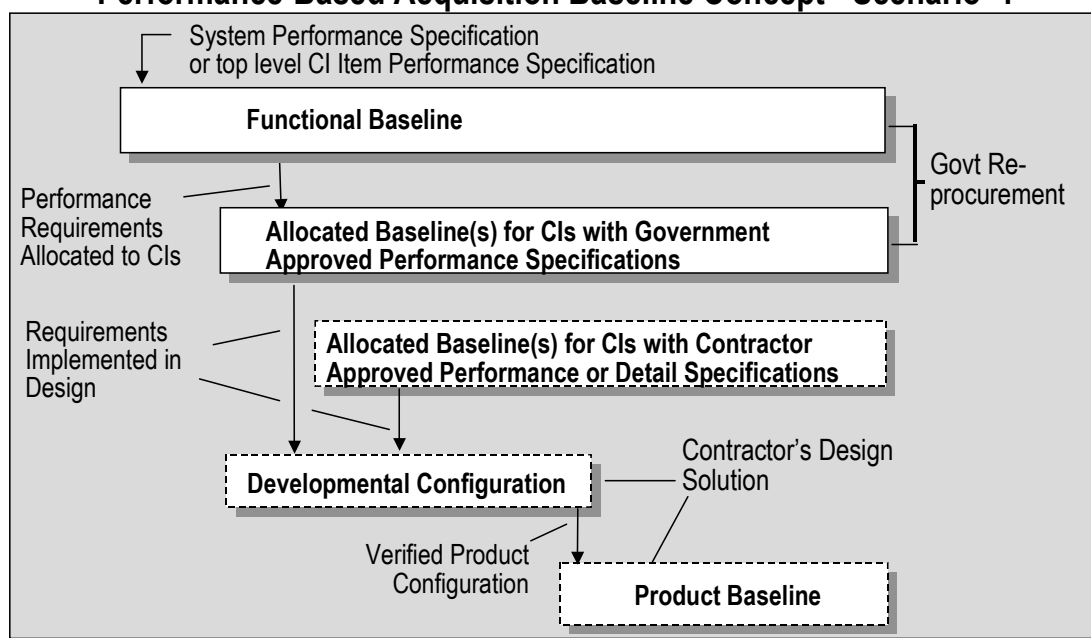 Performance-Based Acquisition Baseline Concept - Scenario 1
System Performance Specification
or top level CI Item Performance Specification
Functional Baseline
Govt Re-
procurement
Performance
Requirements
Allocated to CIs
Allocated Baseline(s) for CIs with Government
Approved Performance Specifications
Requirements
Implemented in
Design
Allocated Baseline(s) for CIs with Contractor
Approved Performance or Detail Specifications
Contractor's Design
Solution
Developmental Configuration
Verified Product
Configuration
Product Baseline